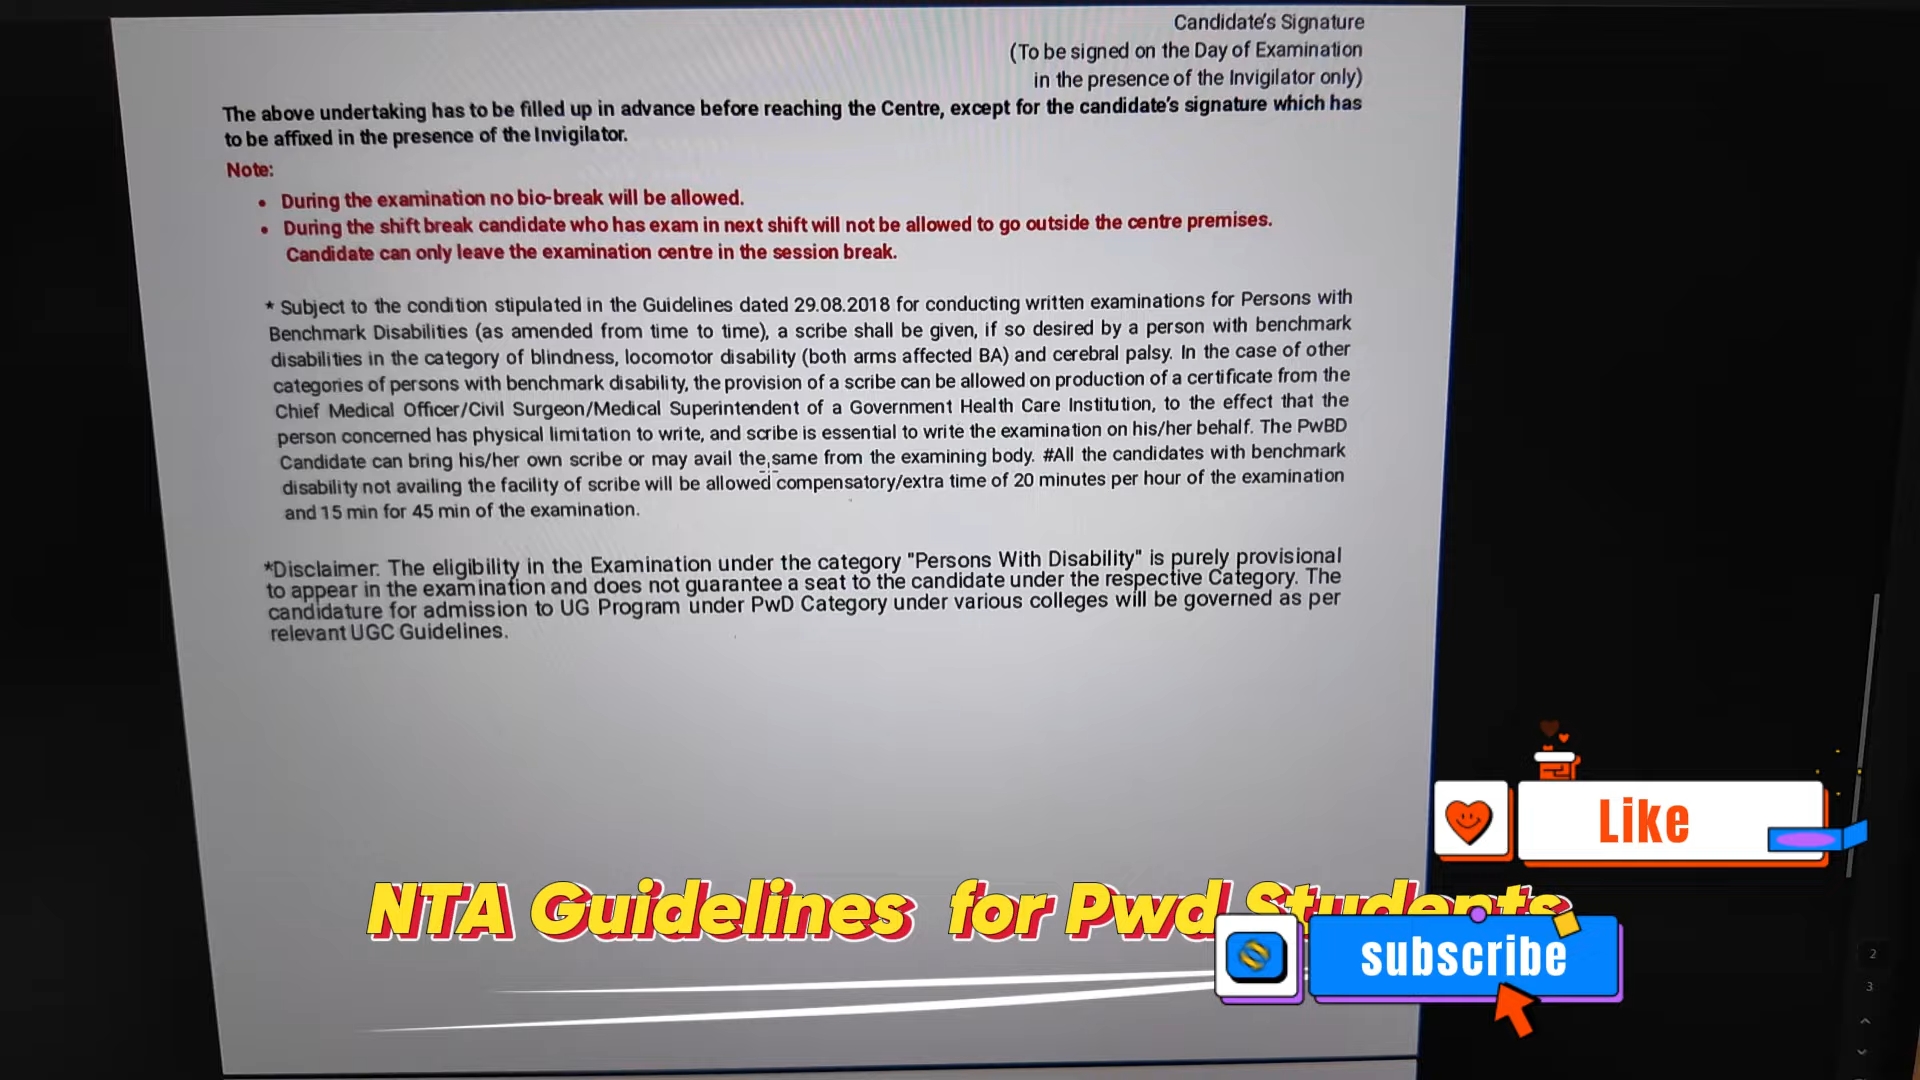 Candidate's Signature
(To be signed on the Day of Examination
in the presence of the Invigilator only)
The above undertaking has to be filled up in advance before reaching the Centre, except for the candidate's signature which has
to be affixed in the presence of the Invigilator.
Note:
• During the examination no bio-break will be allowed.
• During the shift break candidate who has exam in next shift will not be allowed to go outside the centre premises.
Candidate can only leave the examination centre in the session break.
* Subject to the condition stipulated in the Guidelines dated 29.08.2018 for conducting written examinations for Persons with
Benchmark Disabilities (as amended from time to time), a scribe shall be given, if so desired by a person with benchmark
disabilities in the category of blindness, locomotor disability (both arms affected BA) and cerebral palsy. In the case of other
categories of persons with benchmark disability, the provision of a scribe can be allowed on production of a certificate from the
Chief Medical Officer/Civil Surgeon/Medical Superintendent of a Government Health Care Institution, to the effect that the
person concerned has physical limitation to write, and scribe is essential to write the examination on his/her behalf. The PwBD
Candidate can bring his/her own scribe or may avail the same from the examining body. #All the candidates with benchmark
disability not availing the facility of scribe will be allowed compensatory/extra time of 20 minutes per hour of the examination
and 15 min for 45 min of the examination.
*Disclaimer: The eligibility in the Examination under the category "Persons With Disability" is purely provisional
to appear in the examination and does not guarantee a seat to the candidate under the respective Category. The
candidature for admission to UG Program under PwD Category under various colleges will be governed as per
relevant UGC Guidelines.
Like
NTA Guidelines for Pwd Students
subscribe
2
3